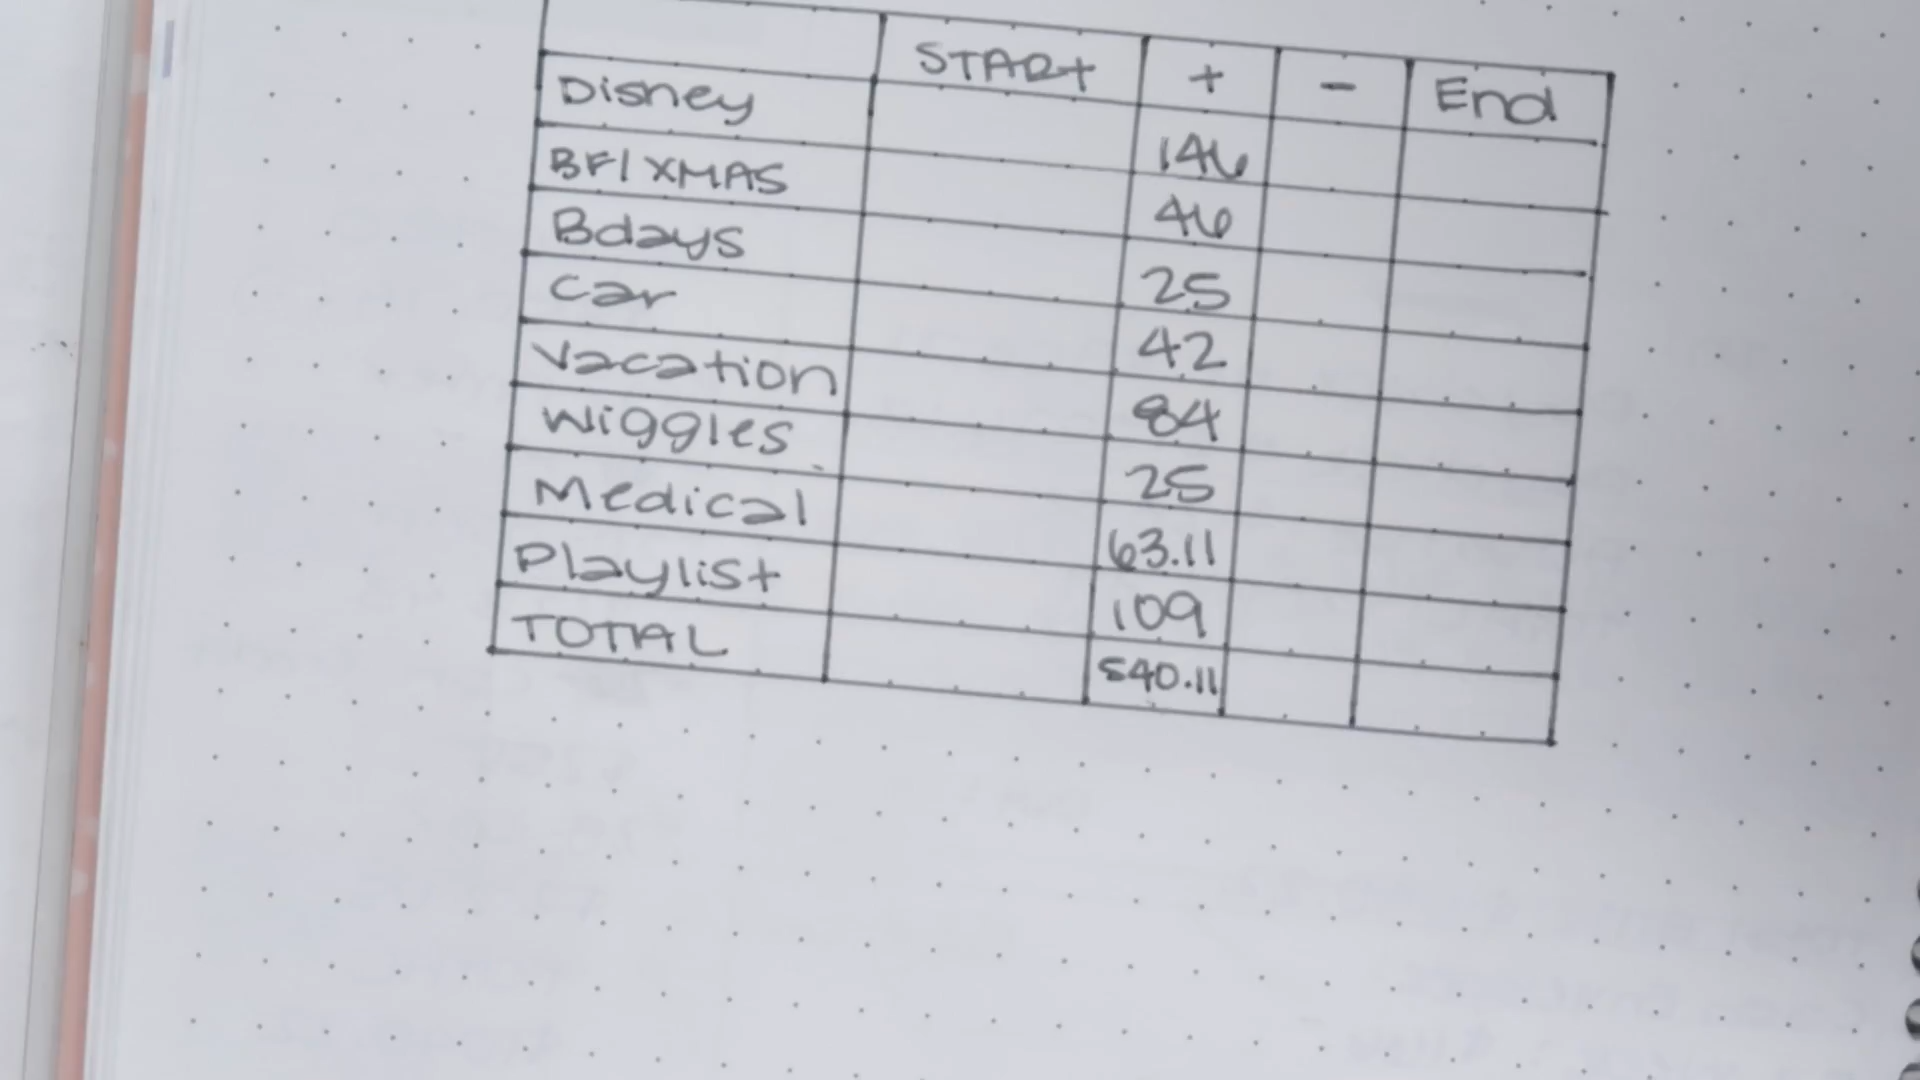 START + - End
Disney 146
BF/XMAS 46
Bdays 25
Car 42
Vacation 84
Wiggles 25
Medical 63.11
Playlist 109
TOTAL 540.11